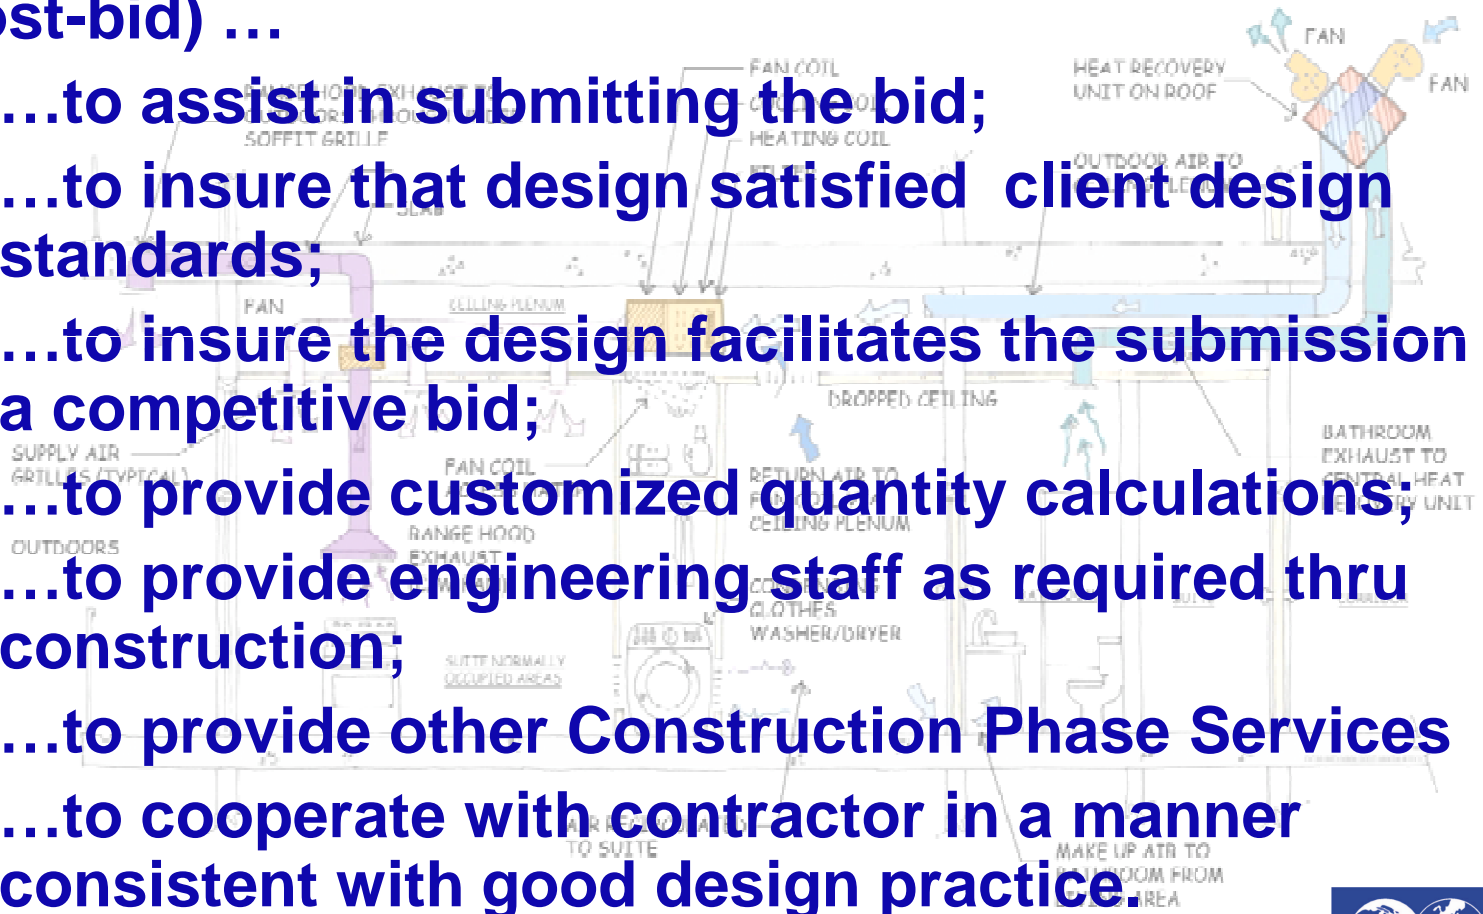 ost-bid) …
…to assist in submitting the bid;
…to insure that design satisfied client design
standards;
…to insure the design facilitates the submission
a competitive bid;
…to provide customized quantity calculations;
…to provide engineering staff as required thru
construction;
…to provide other Construction Phase Services
…to cooperate with contractor in a manner
consistent with good design practice.
FAN
FAN
HEAT RECOVERY
UNIT ON ROOF
FAN COIL
HEATING COIL
SOFFIT GRILLE
OUTDOOR AIR TO
SLAB
FAN
CEILING PLENUM
DROPPED CEILING
SUPPLY AIR
GRILLES (TYPICAL)
FAN COIL
RETURN AIR TO
CEILING PLENUM
BATHROOM
EXHAUST TO
CENTRAL HEAT
RECOVERY UNIT
OUTDOORS
RANGE HOOD
EXHAUST
CLOTHES
WASHER/DRYER
SUITE NORMALLY
OCCUPIED AREAS
TO SUITE
MAKE UP AIR TO
BATHROOM FROM
AREA